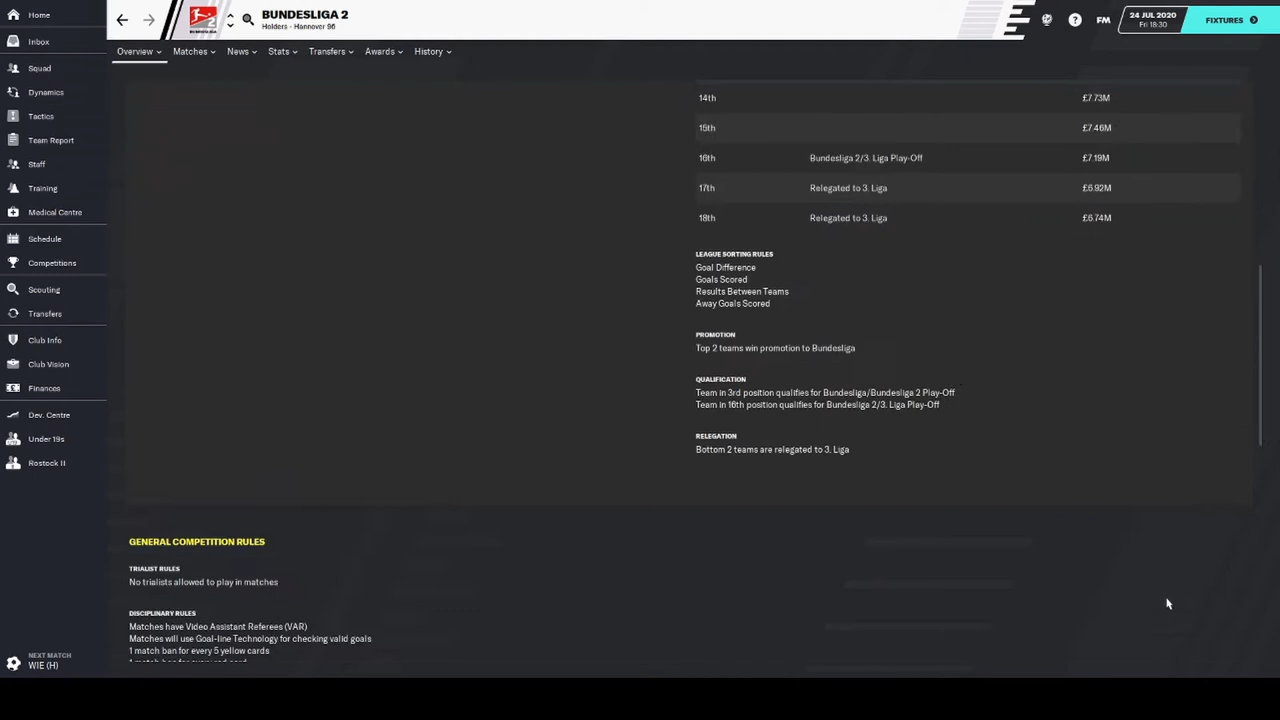 Home
BUNDESLIGA 2
Holders - Hannover 96
FM
24 JUL 2020
Fri 18:30
FIXTURES
Inbox
Overview
Matches
News
Stats
Transfers
Awards
History
Squad
Dynamics
Tactics
Team Report
Staff
Training
Medical Centre
Schedule
Competitions
Scouting
Transfers
Club Info
Club Vision
Finances
Dev. Centre
Under 19s
Rostock II
NEXT MATCH
WIE (H)
14th £7.73M
15th £7.46M
16th Bundesliga 2/3. Liga Play-Off £7.19M
17th Relegated to 3. Liga £6.92M
18th Relegated to 3. Liga £6.74M
LEAGUE SORTING RULES
Goal Difference
Goals Scored
Results Between Teams
Away Goals Scored
PROMOTION
Top 2 teams win promotion to Bundesliga
QUALIFICATION
Team in 3rd position qualifies for Bundesliga/Bundesliga 2 Play-Off
Team in 16th position qualifies for Bundesliga 2/3. Liga Play-Off
RELEGATION
Bottom 2 teams are relegated to 3. Liga
GENERAL COMPETITION RULES
TRIALIST RULES
No trialists allowed to play in matches
DISCIPLINARY RULES
Matches have Video Assistant Referees (VAR)
Matches will use Goal-line Technology for checking valid goals
1 match ban for every 5 yellow cards
1 match ban for every red card